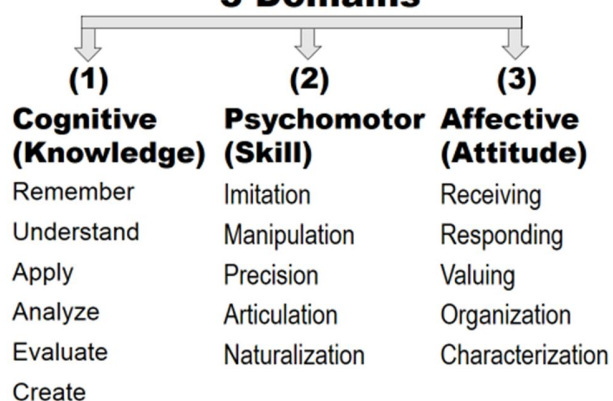 3 Domains
(1)
Cognitive
(Knowledge)
Remember
Understand
Apply
Analyze
Evaluate
Create
(2)
Psychomotor
(Skill)
Imitation
Manipulation
Precision
Articulation
Naturalization
(3)
Affective
(Attitude)
Receiving
Responding
Valuing
Organization
Characterization